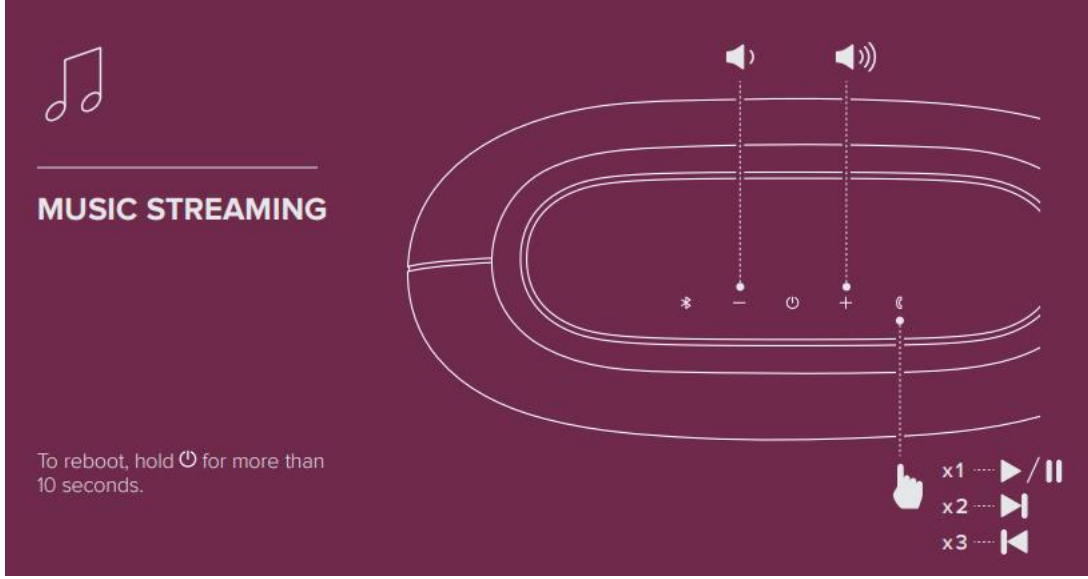 MUSIC STREAMING
To reboot, hold ⏻ for more than
10 seconds.
x1
x2
x3